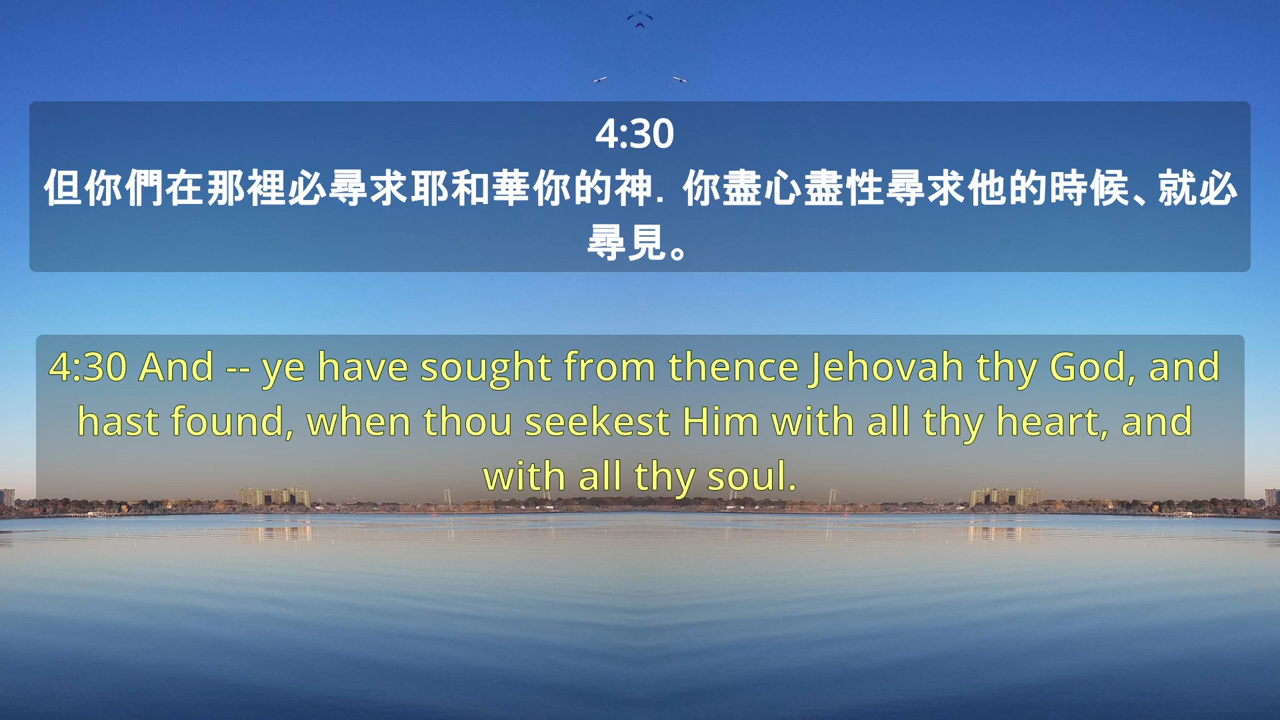 4:30
但你們在那裡必尋求耶和華你的神．你盡心盡性尋求他的時候、就必
尋見。
4:30 And -- ye have sought from thence Jehovah thy God, and
hast found, when thou seekest Him with all thy heart, and
with all thy soul.